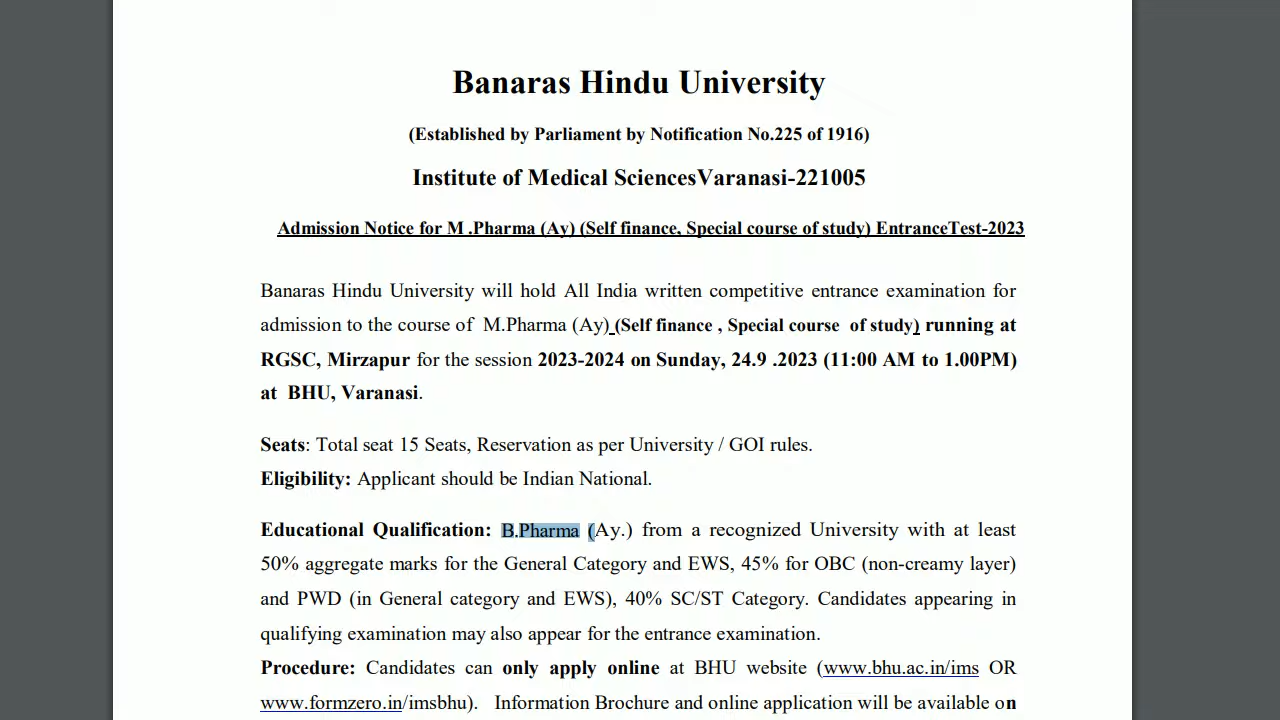 Banaras Hindu University
(Established by Parliament by Notification No.225 of 1916)
Institute of Medical SciencesVaranasi-221005
Admission Notice for M .Pharma (Ay) (Self finance, Special course of study) EntranceTest-2023
Banaras Hindu University will hold All India written competitive entrance examination for
admission to the course of M.Pharma (Ay) (Self finance , Special course of study) running at
RGSC, Mirzapur for the session 2023-2024 on Sunday, 24.9 .2023 (11:00 AM to 1.00PM)
at BHU, Varanasi.
Seats: Total seat 15 Seats, Reservation as per University / GOI rules.
Eligibility: Applicant should be Indian National.
Educational Qualification: B.Pharma (Ay.) from a recognized University with at least
50% aggregate marks for the General Category and EWS, 45% for OBC (non-creamy layer)
and PWD (in General category and EWS), 40% SC/ST Category. Candidates appearing in
qualifying examination may also appear for the entrance examination.
Procedure: Candidates can only apply online at BHU website (www.bhu.ac.in/ims OR
www.formzero.in/imsbhu). Information Brochure and online application will be available on